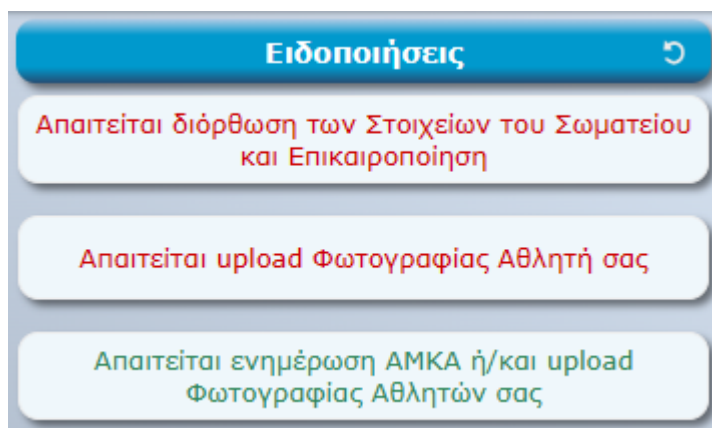 Ειδοποιήσεις
Απαιτείται διόρθωση των Στοιχείων του Σωματείου
και Επικαιροποίηση
Απαιτείται upload Φωτογραφίας Αθλητή σας
Απαιτείται ενημέρωση ΑΜΚΑ ή/και upload
Φωτογραφίας Αθλητών σας